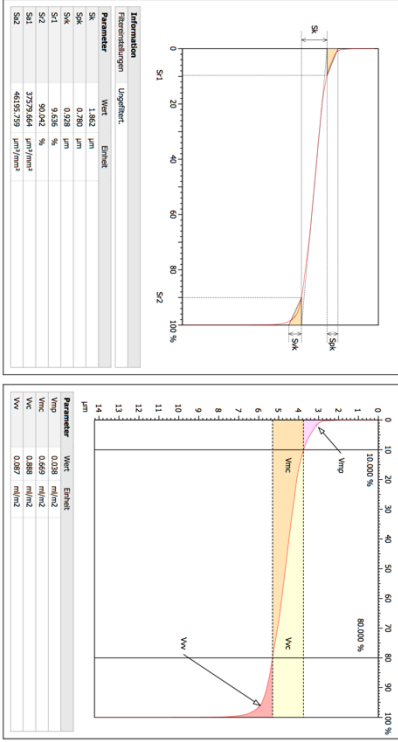 Sk
0
20
40
60
80
100 %
Sr1
Sr2
Svk
Spk
Information
Filtereinstellungen Ungefiltert.
Parameter Wert Einheit
Sk 1.862 µm
Spk 0.780 µm
Svk 0.928 µm
Sr1 9.636 %
Sr2 90.042 %
Sa1 37579.664 µm³/mm²
Sa2 46195.759 µm³/mm²
0 10 20 30 40 50 60 70 80 90 100 %
10.000 %
80.000 %
Vmp
Vmc
Vvc
Vvv
0
1
2
3
4
5
6
7
8
9
10
11
12
13
14
µm
Parameter Wert Einheit
Vmp 0.038 ml/m2
Vmc 0.669 ml/m2
Vvc 0.888 ml/m2
Vvv 0.087 ml/m2